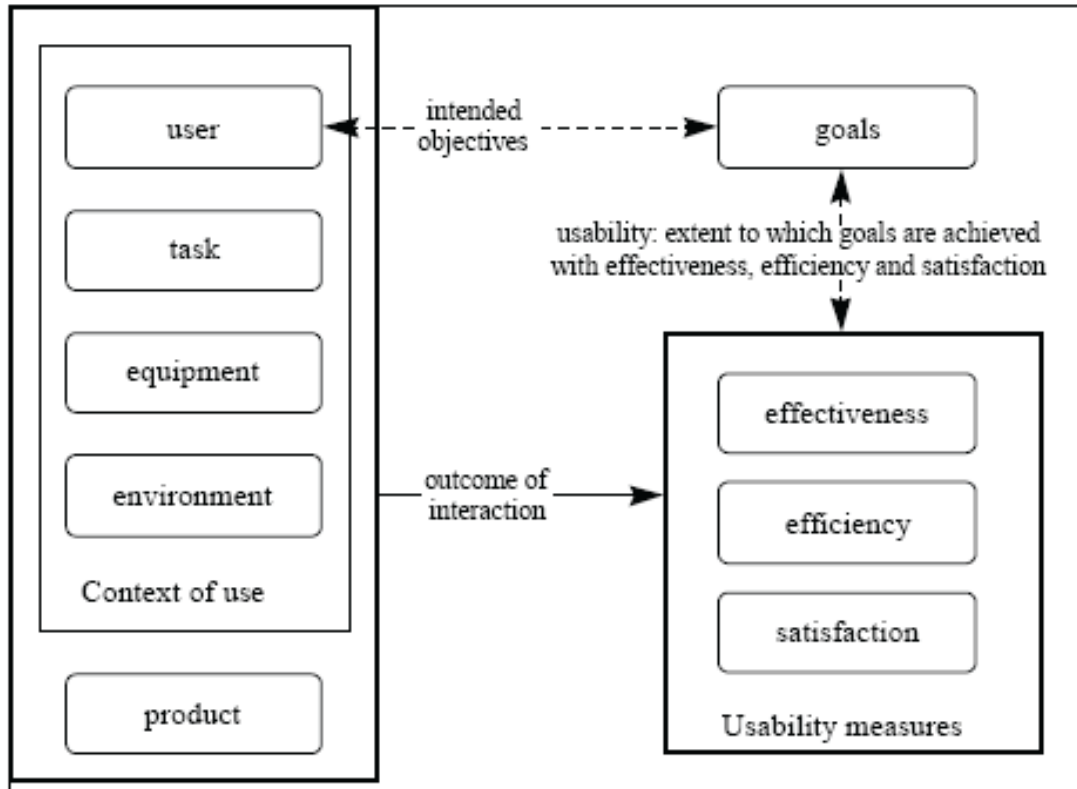 user
task
equipment
environment
Context of use
product
intended
objectives
outcome of
interaction
goals
usability: extent to which goals are achieved
with effectiveness, efficiency and satisfaction
effectiveness
efficiency
satisfaction
Usability measures